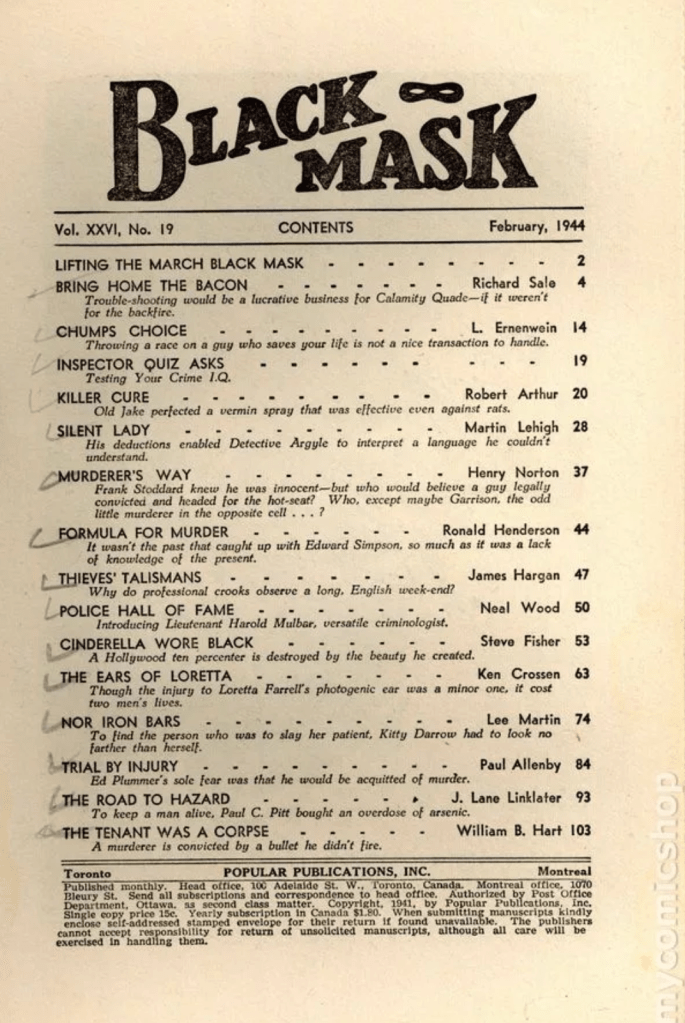 BLACK
MASK
Vol. XXVI, No. 19 CONTENTS February, 1944
LIFTING THE MARCH BLACK MASK - - - - - - - - 2
BRING HOME THE BACON - - - - - - Richard Sale 4
Trouble-shooting would be a lucrative business for Calamity Quade—if it weren't
for the backfire.
CHUMPS CHOICE - - - - - - - - - L. Ernenwein 14
Throwing a race on a guy who saves your life is not a nice transaction to handle.
INSPECTOR QUIZ ASKS - - - - - - - - - 19
Testing Your Crime I.Q.
KILLER CURE - - - - - - - - - Robert Arthur 20
Old Jake perfected a vermin spray that was effective even against rats.
SILENT LADY - - - - - - - - - Martin Lehigh 28
His deductions enabled Detective Argyle to interpret a language he couldn't
understand.
MURDERER'S WAY - - - - - - - - Henry Norton 37
Frank Stoddard knew he was innocent—but who would believe a guy legally
convicted and headed for the hot-seat? Who, except maybe Garrison, the odd
little murderer in the opposite cell . . . ?
FORMULA FOR MURDER - - - - - - Ronald Henderson 44
It wasn't the past that caught up with Edward Simpson, so much as it was a lack
of knowledge of the present.
THIEVES' TALISMANS - - - - - - - - James Hargan 47
Why do professional crooks observe a long, English week-end?
POLICE HALL OF FAME - - - - - - - Neal Wood 50
Introducing Lieutenant Harold Mulbar, versatile criminologist.
CINDERELLA WORE BLACK - - - - - - Steve Fisher 53
A Hollywood ten percenter is destroyed by the beauty he created.
THE EARS OF LORETTA - - - - - - - Ken Crossen 63
Though the injury to Loretta Farrell's photogenic ear was a minor one, it cost
two men's lives.
NOR IRON BARS - - - - - - - - - Lee Martin 74
To find the person who was to slay her patient, Kitty Darrow had to look no
farther than herself.
TRIAL BY INJURY - - - - - - - - - Paul Allenby 84
Ed Plummer's sole fear was that he would be acquitted of murder.
THE ROAD TO HAZARD - - - - - - J. Lane Linklater 93
To keep a man alive, Paul C. Pitt bought an overdose of arsenic.
THE TENANT WAS A CORPSE - - - - - William B. Hart 103
A murderer is convicted by a bullet he didn't fire.
Toronto POPULAR PUBLICATIONS, INC. Montreal
Published monthly. Head office, 100 Adelaide St. W., Toronto, Canada. Montreal office, 1070
Bleury St. Send all subscriptions and correspondence to head office. Authorized by Post Office
Department, Ottawa, as second class matter. Copyright, 1941, by Popular Publications, Inc.
Single copy price 15c. Yearly subscription in Canada $1.80. When submitting manuscripts kindly
enclose self-addressed stamped envelope for their return if found unavailable. The publishers
cannot accept responsibility for return of unsolicited manuscripts, although all care will be
exercised in handling them.
mycomicshop